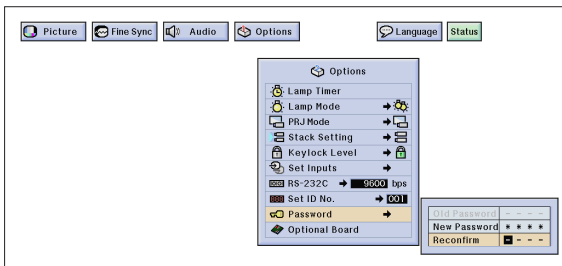 Picture Fine Sync Audio Options Language Status
Options
Lamp Timer
Lamp Mode
PRJ Mode
Stack Setting
Keylock Level
Set Inputs
RS-232C 9600 bps
Set ID No. 001
Password
Optional Board
Old Password - - - -
New Password * * * *
Reconfirm - - - -